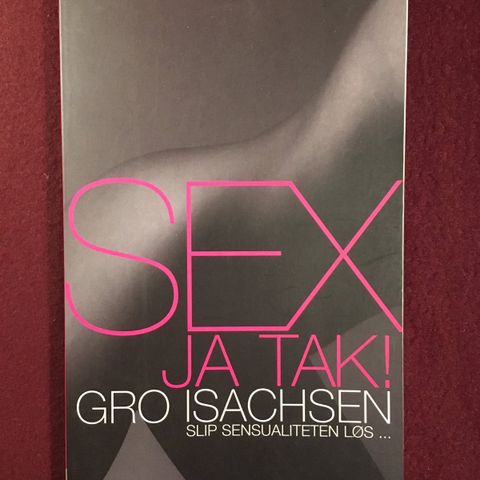 SEX
JA TAK!
GRO ISACHSEN
SLIP SENSUALITETEN LØS ...